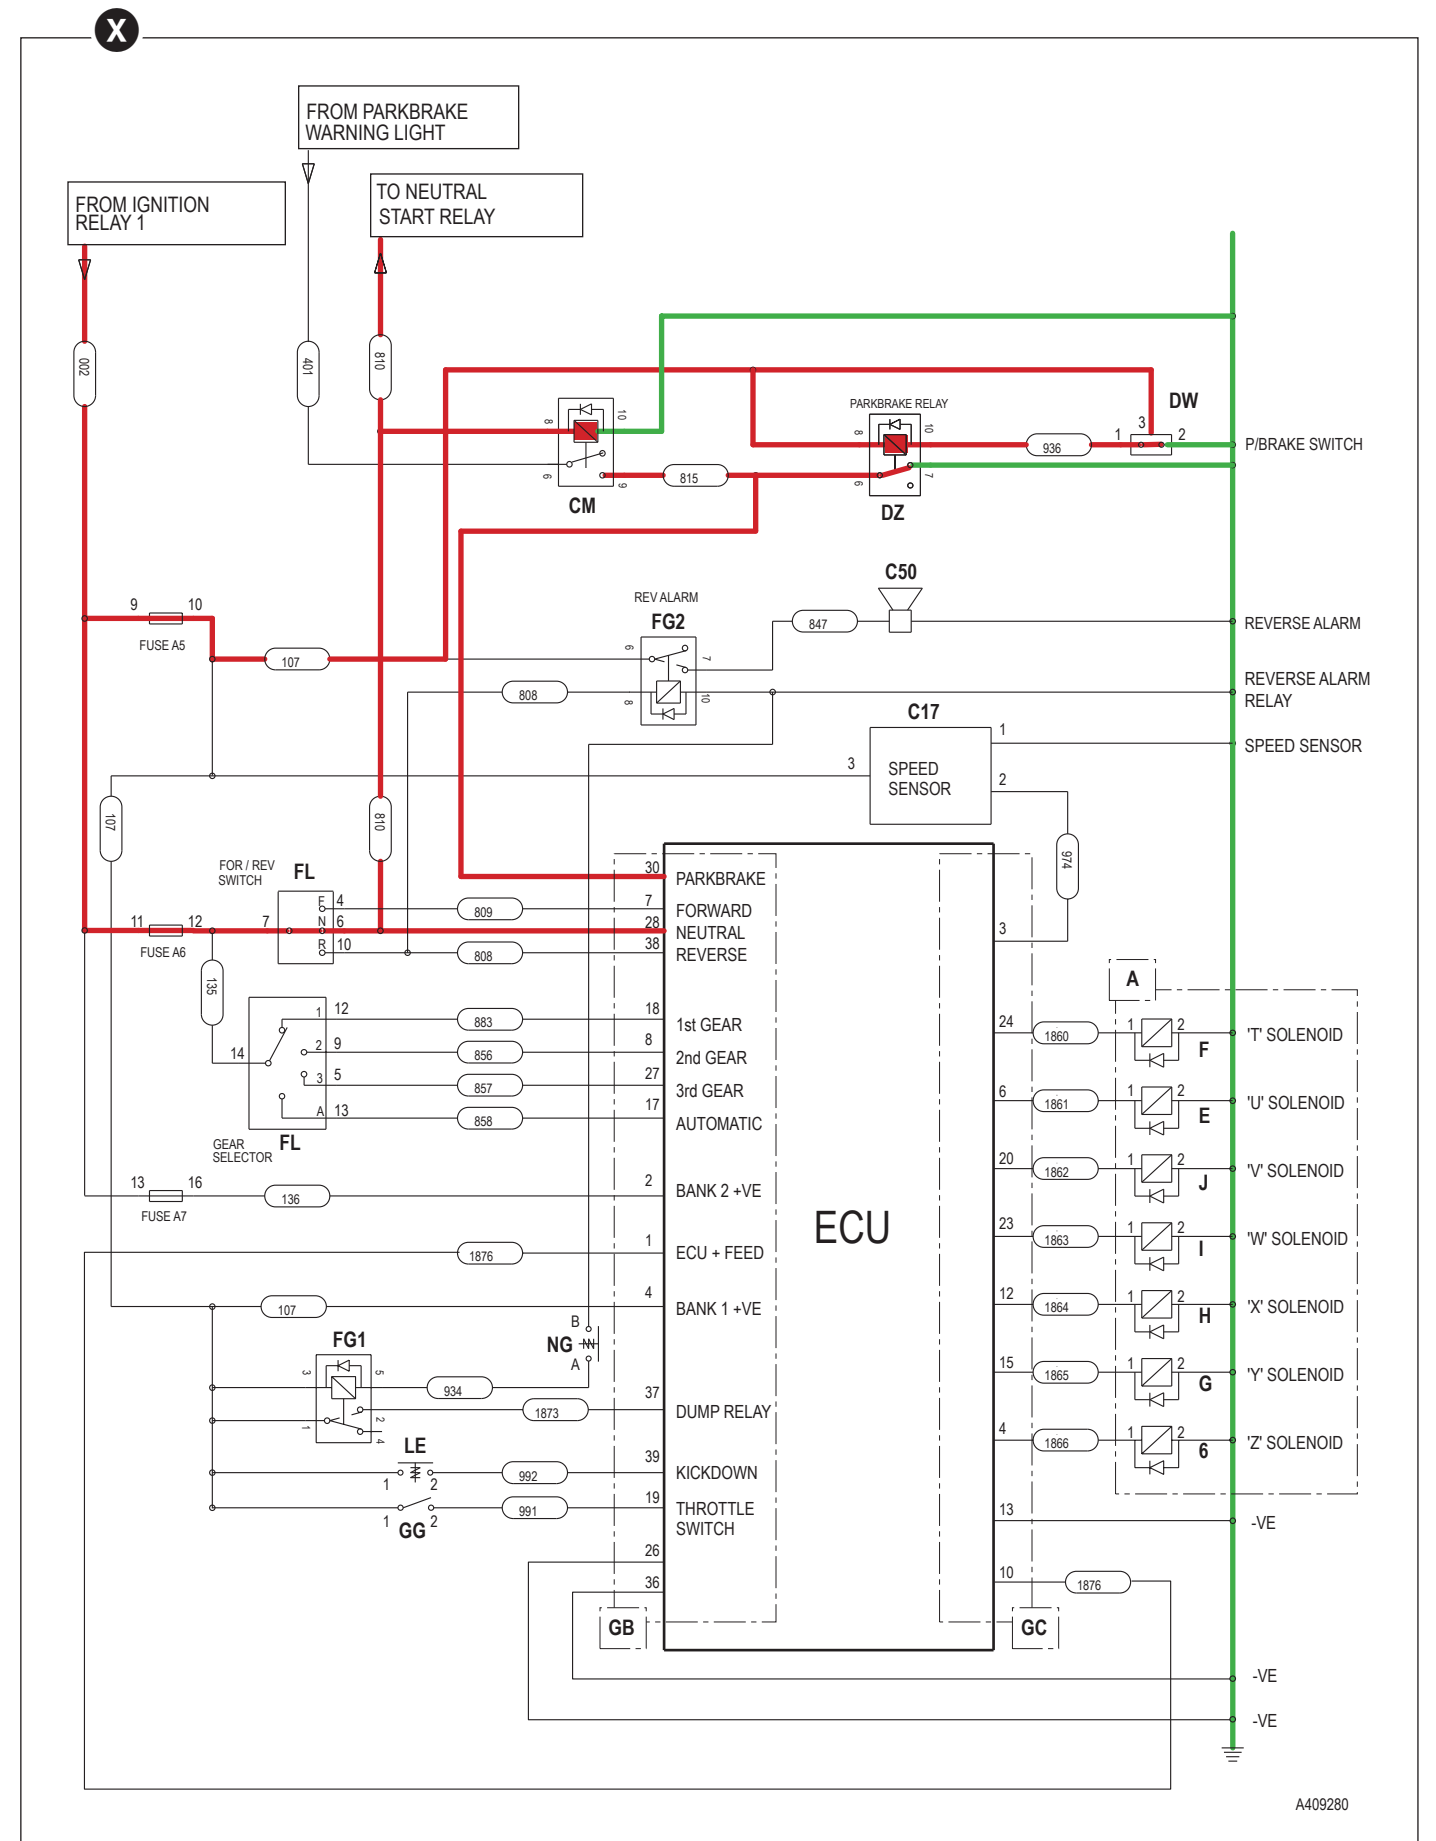 X
FROM PARKBRAKE
WARNING LIGHT
TO NEUTRAL
START RELAY
FROM IGNITION
RELAY 1
002
401
810
8
10
6
9
CM
815
PARKBRAKE RELAY
8
10
6
7
DZ
936
DW
3
1
2
P/BRAKE SWITCH
9
10
FUSE A5
107
REV ALARM
FG2
6
7
8
10
808
847
C50
REVERSE ALARM
REVERSE ALARM
RELAY
C17
SPEED
SENSOR
3
1
2
SPEED SENSOR
974
107
810
FOR / REV
SWITCH
FL
F
4
N
6
R
10
7
11
12
FUSE A6
809
808
135
30
PARKBRAKE
7
FORWARD
28
NEUTRAL
38
REVERSE
3
14
1
12
2
9
3
5
A
13
GEAR
SELECTOR
FL
883
856
857
858
18
1st GEAR
8
2nd GEAR
27
3rd GEAR
17
AUTOMATIC
13
16
FUSE A7
136
2
BANK 2 +VE
1876
1
ECU + FEED
107
4
BANK 1 +VE
ECU
FG1
3
5
1
2
4
934
1873
B
NG
A
37
DUMP RELAY
LE
1
2
992
39
KICKDOWN
GG
1
2
991
19
THROTTLE
SWITCH
26
36
GB
GC
A
24
1860
1
2
F
'T' SOLENOID
6
1861
1
2
E
'U' SOLENOID
20
1862
1
2
J
'V' SOLENOID
23
1863
1
2
I
'W' SOLENOID
12
1864
1
2
H
'X' SOLENOID
15
1865
1
2
G
'Y' SOLENOID
4
1866
1
2
6
'Z' SOLENOID
13
-VE
10
1876
-VE
-VE
A409280